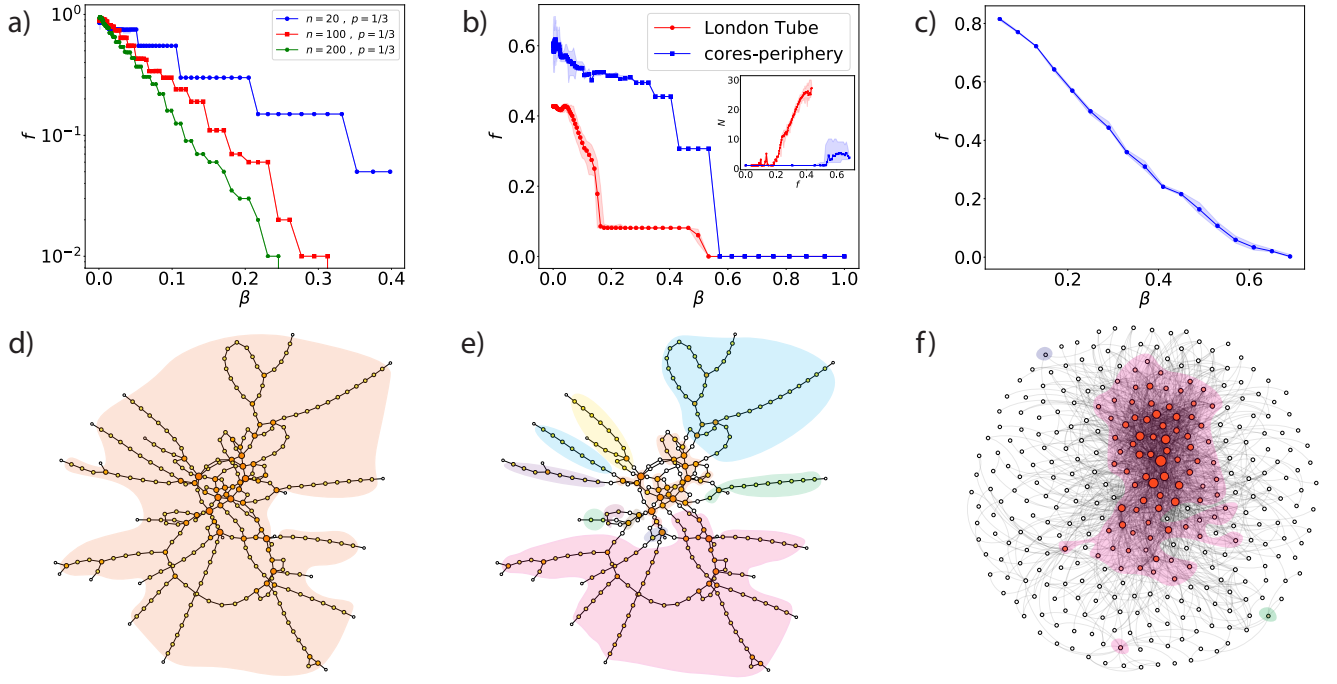 a)
n = 20 , p = 1/3
n = 100 , p = 1/3
n = 200 , p = 1/3
10⁰
10⁻¹
10⁻²
f
0.0 0.1 0.2 0.3 0.4
β
b)
London Tube
cores-periphery
0.6
0.4
0.2
0.0
f
0.0 0.2 0.4 0.6 0.8 1.0
β
30
20
10
0
N
0.0 0.2 0.4 0.6
f
c)
0.8
0.6
0.4
0.2
0.0
f
0.2 0.4 0.6
β
d)
e)
f)